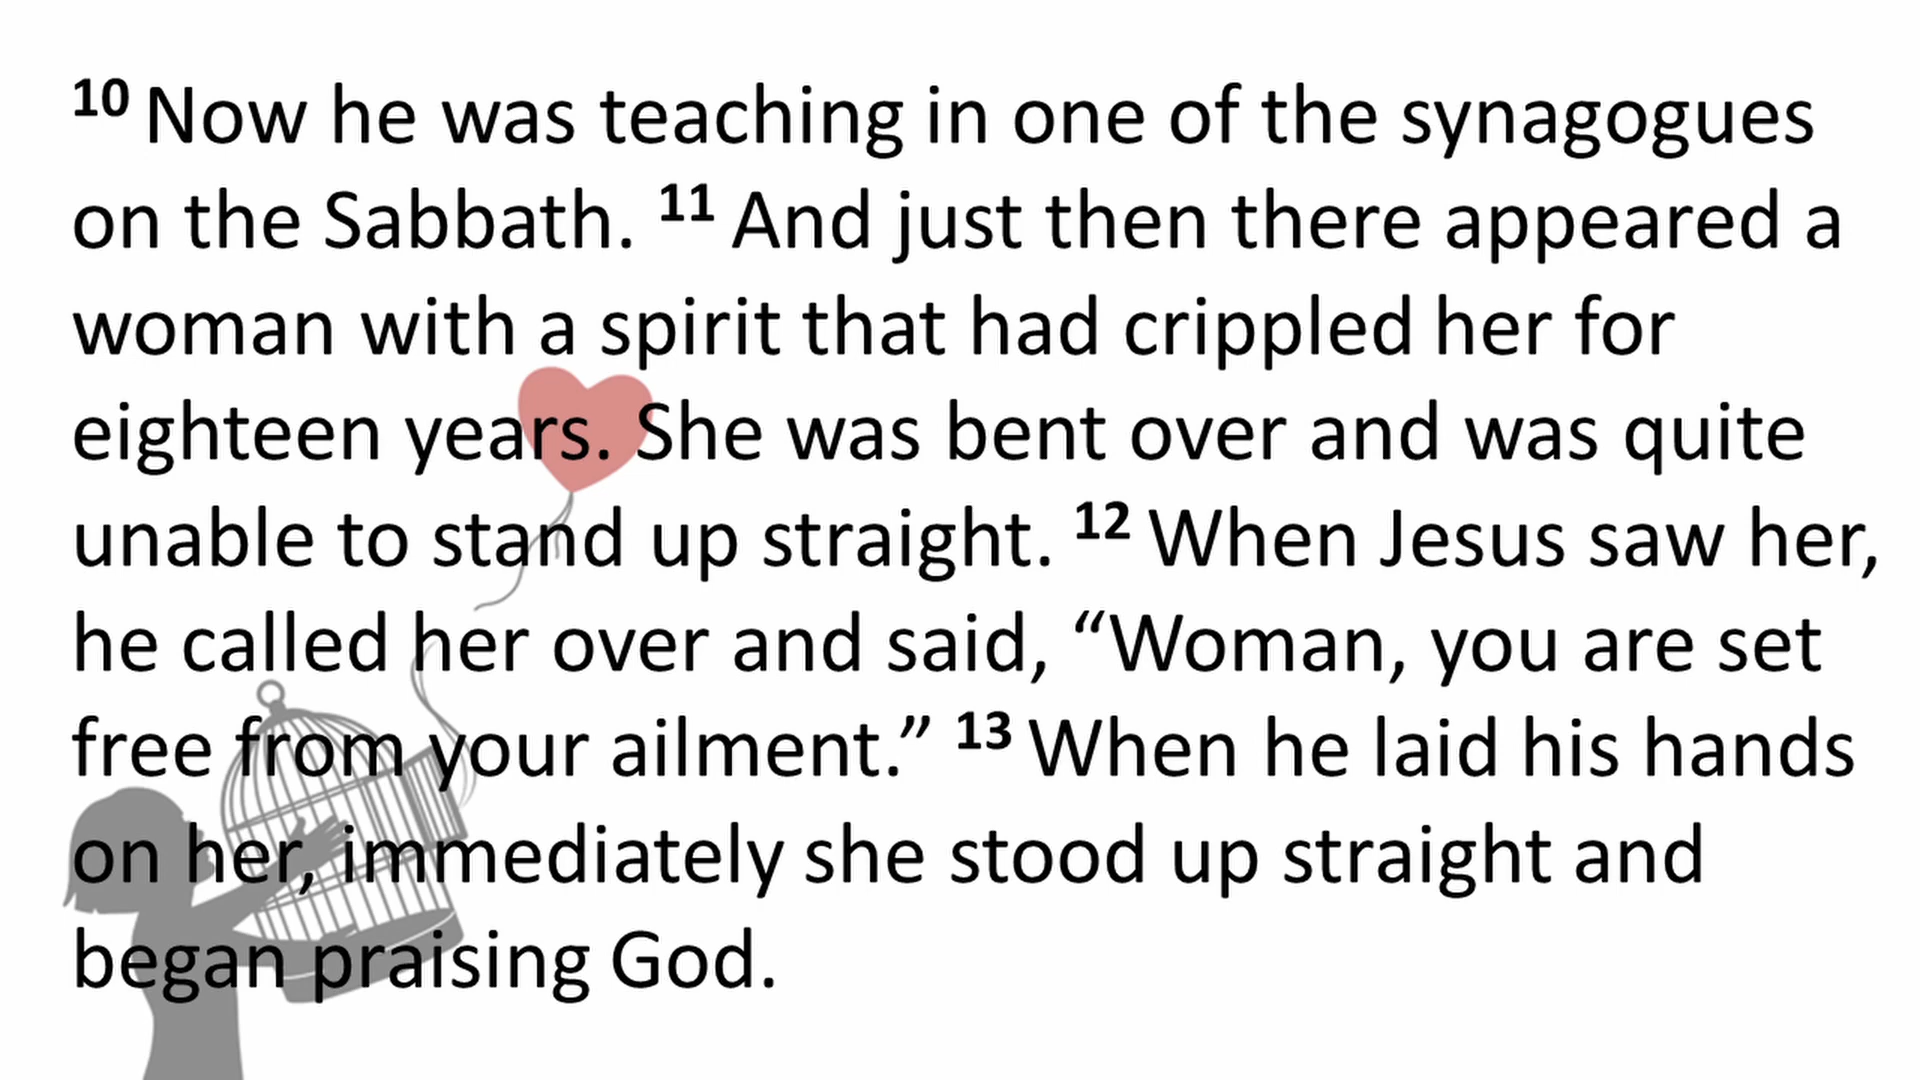 10 Now he was teaching in one of the synagogues
on the Sabbath. 11 And just then there appeared a
woman with a spirit that had crippled her for
eighteen years. She was bent over and was quite
unable to stand up straight. 12 When Jesus saw her,
he called her over and said, “Woman, you are set
free from your ailment.” 13 When he laid his hands
on her, immediately she stood up straight and
began praising God.